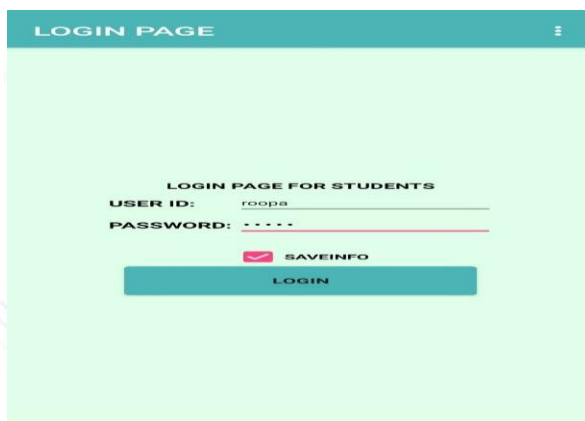 LOGIN PAGE
LOGIN PAGE FOR STUDENTS
USER ID: roopa
PASSWORD: •••••
SAVEINFO
LOGIN